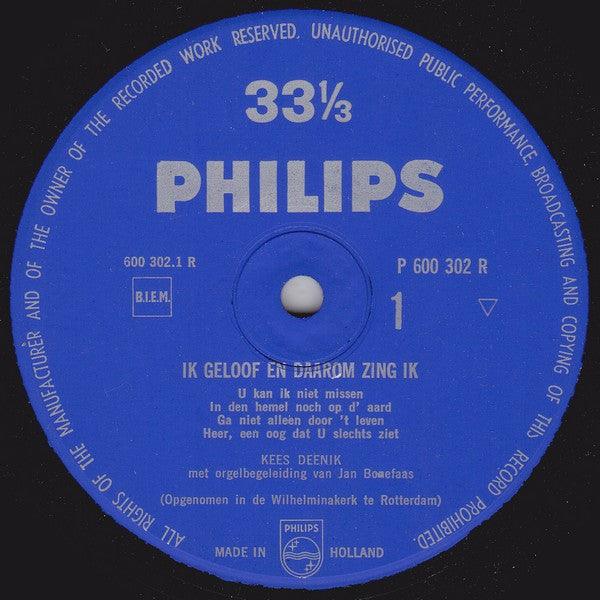 ALL RIGHTS OF THE MANUFACTURER AND OF THE OWNER OF THE RECORDED WORK RESERVED. UNAUTHORISED PUBLIC PERFORMANCE, BROADCASTING AND COPYING OF THIS RECORD PROHIBITED.
33⅓
PHILIPS
600 302.1 R
P 600 302 R
B.I.E.M.
1
IK GELOOF EN DAAROM ZING IK
U kan ik niet missen
In den hemel noch op d' aard
Ga niet alleen door 't leven
Heer, een oog dat U slechts ziet
KEES DEENIK
met orgelbegeleiding van Jan Bonefaas
(Opgenomen in de Wilhelminakerk te Rotterdam)
PHILIPS
MADE IN HOLLAND